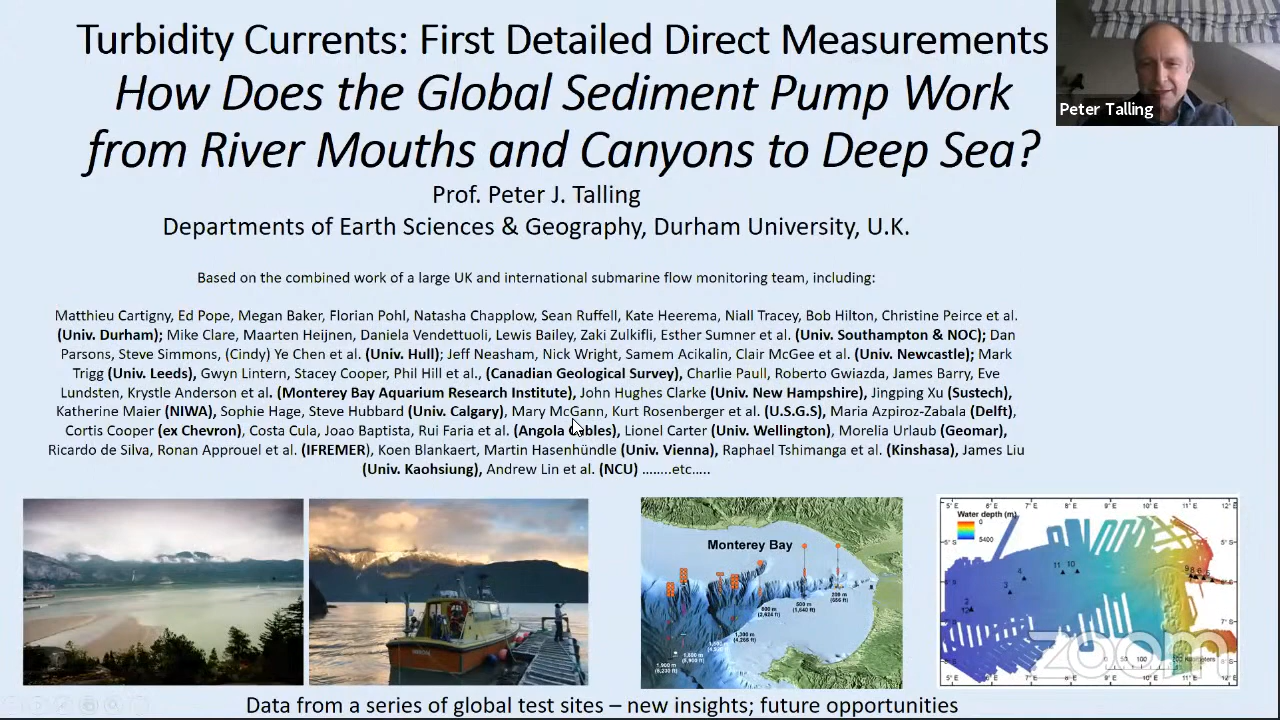 Turbidity Currents: First Detailed Direct Measurements
How Does the Global Sediment Pump Work
from River Mouths and Canyons to Deep Sea?
Peter Talling
Prof. Peter J. Talling
Departments of Earth Sciences & Geography, Durham University, U.K.
Based on the combined work of a large UK and international submarine flow monitoring team, including:
Matthieu Cartigny, Ed Pope, Megan Baker, Florian Pohl, Natasha Chapplow, Sean Ruffell, Kate Heerema, Niall Tracey, Bob Hilton, Christine Peirce et al.
(Univ. Durham); Mike Clare, Maarten Heijnen, Daniela Vendettuoli, Lewis Bailey, Zaki Zulkifli, Esther Sumner et al. (Univ. Southampton & NOC); Dan
Parsons, Steve Simmons, (Cindy) Ye Chen et al. (Univ. Hull); Jeff Neasham, Nick Wright, Samem Acikalin, Clair McGee et al. (Univ. Newcastle); Mark
Trigg (Univ. Leeds), Gwyn Lintern, Stacey Cooper, Phil Hill et al., (Canadian Geological Survey), Charlie Paull, Roberto Gwiazda, James Barry, Eve
Lundsten, Krystle Anderson et al. (Monterey Bay Aquarium Research Institute), John Hughes Clarke (Univ. New Hampshire), Jingping Xu (Sustech),
Katherine Maier (NIWA), Sophie Hage, Steve Hubbard (Univ. Calgary), Mary McGann, Kurt Rosenberger et al. (U.S.G.S), Maria Azpiroz-Zabala (Delft),
Cortis Cooper (ex Chevron), Costa Cula, Joao Baptista, Rui Faria et al. (Angola Cables), Lionel Carter (Univ. Wellington), Morelia Urlaub (Geomar),
Ricardo de Silva, Ronan Approuel et al. (IFREMER), Koen Blankaert, Martin Hasenhündle (Univ. Vienna), Raphael Tshimanga et al. (Kinshasa), James Liu
(Univ. Kaohsiung), Andrew Lin et al. (NCU) ........etc.....
Monterey Bay
5°E 6°E 7°E 8°E 9°E 10°E 11°E 12°E
Water depth (m)
0
5400
zoom
Data from a series of global test sites – new insights; future opportunities